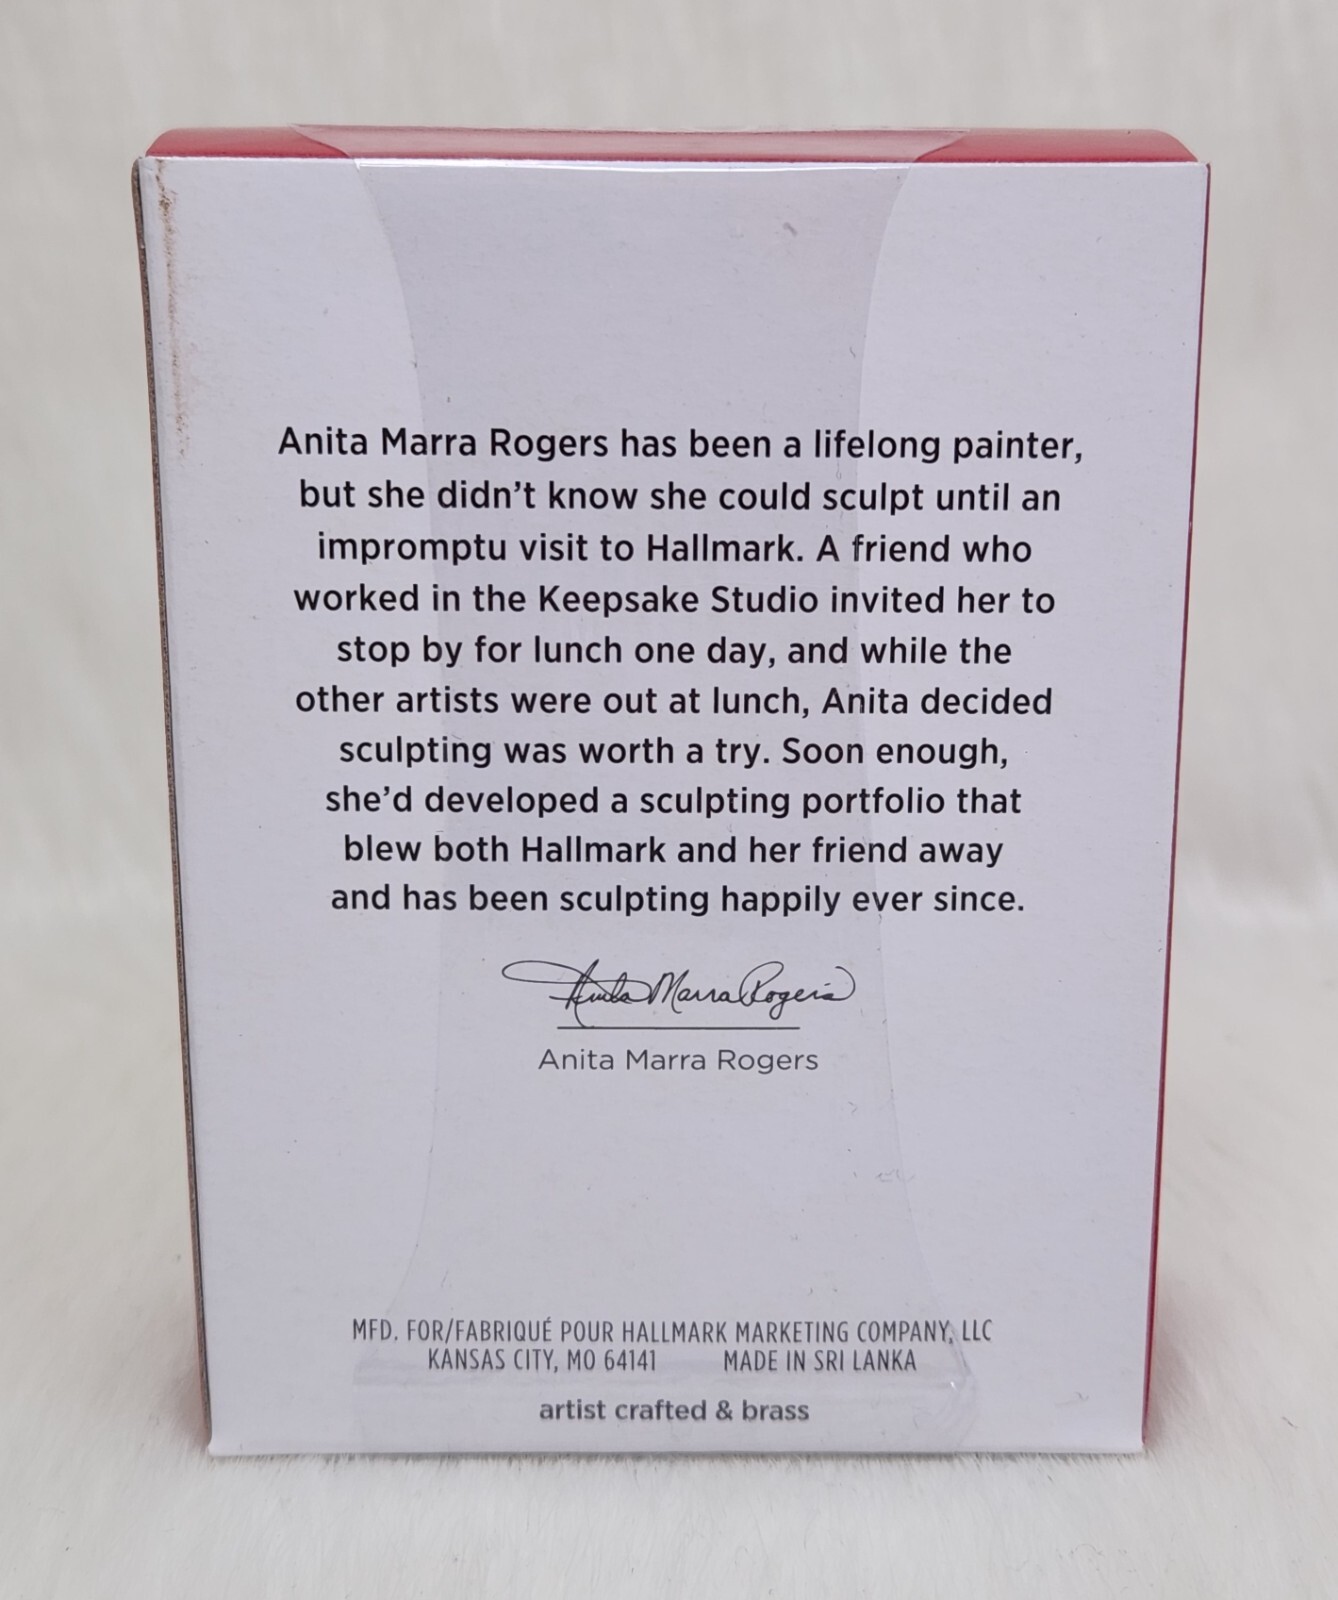 Anita Marra Rogers has been a lifelong painter,
but she didn't know she could sculpt until an
impromptu visit to Hallmark. A friend who
worked in the Keepsake Studio invited her to
stop by for lunch one day, and while the
other artists were out at lunch, Anita decided
sculpting was worth a try. Soon enough,
she'd developed a sculpting portfolio that
blew both Hallmark and her friend away
and has been sculpting happily ever since.
Anita Marra Rogers
Anita Marra Rogers
MFD. FOR/FABRIQUÉ POUR HALLMARK MARKETING COMPANY, LLC
KANSAS CITY, MO 64141 MADE IN SRI LANKA
artist crafted & brass